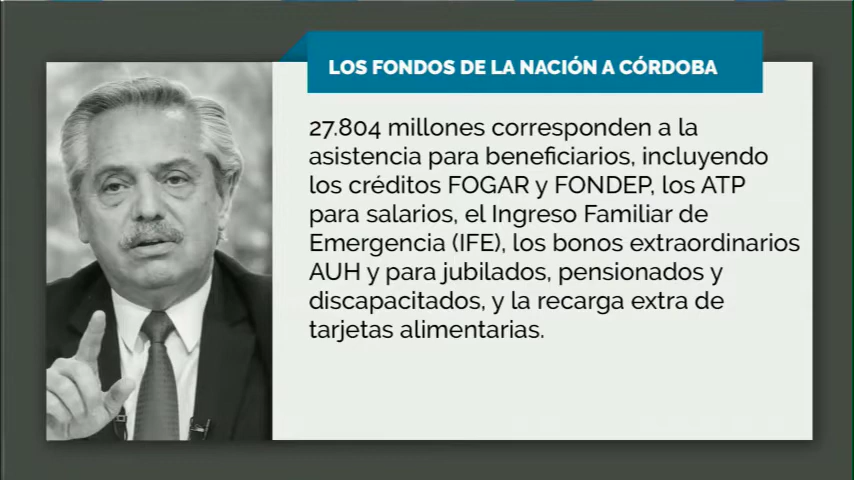 LOS FONDOS DE LA NACIÓN A CÓRDOBA
27.804 millones corresponden a la
asistencia para beneficiarios, incluyendo
los créditos FOGAR y FONDEP, los ATP
para salarios, el Ingreso Familiar de
Emergencia (IFE), los bonos extraordinarios
AUH y para jubilados, pensionados y
discapacitados, y la recarga extra de
tarjetas alimentarias.